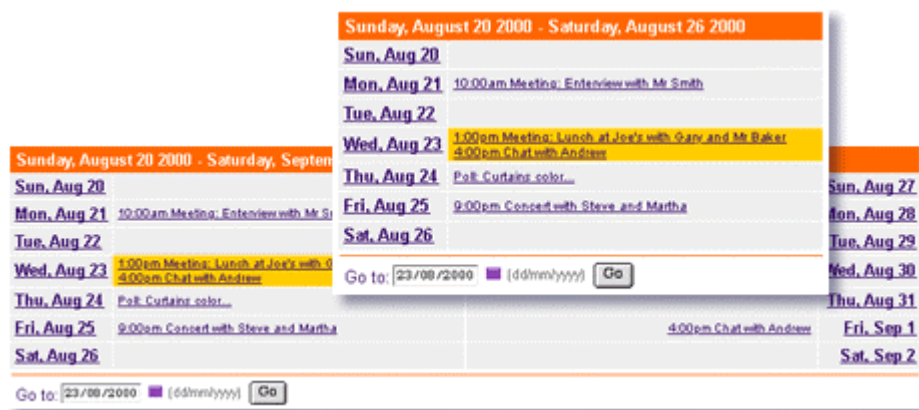 Sunday, August 20 2000 - Saturday, August 26 2000
Sun, Aug 20
Mon, Aug 21 10:00am Meeting: Enterview with Mr Smith
Tue, Aug 22
Wed, Aug 23 1:00pm Meeting: Lunch at Joe's with Gary and Mr Baker
4:00pm Chat with Andrew
Thu, Aug 24 Poll: Curtains color...
Fri, Aug 25 9:00pm Concert with Steve and Martha
Sat, Aug 26
Go to: 23/08/2000 (dd/mm/yyyy) Go
Sunday, August 20 2000 - Saturday, Septem
Sun, Aug 20 Sun, Aug 27
Mon, Aug 21 10:00am Meeting: Enterview with Mr S Mon, Aug 28
Tue, Aug 22 Tue, Aug 29
Wed, Aug 23 1:00pm Meeting: Lunch at Joe's with G Wed, Aug 30
4:00pm Chat with Andrew
Thu, Aug 24 Poll: Curtains color... Thu, Aug 31
Fri, Aug 25 9:00pm Concert with Steve and Martha 4:00pm Chat with Andrew Fri, Sep 1
Sat, Aug 26 Sat, Sep 2
Go to: 23/08/2000 (dd/mm/yyyy) Go